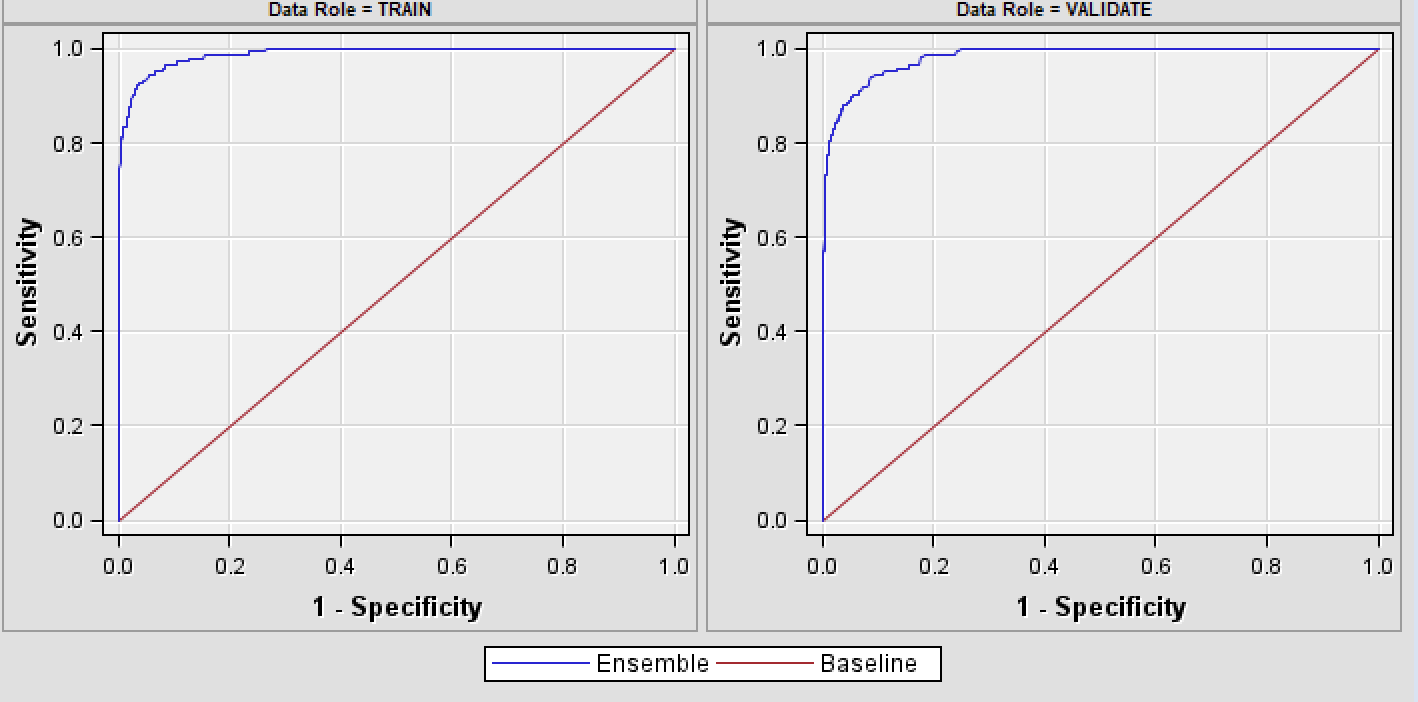 Data Role = TRAIN
1.0
0.8
0.6
0.4
0.2
0.0
Sensitivity
0.0 0.2 0.4 0.6 0.8 1.0
1 - Specificity
Data Role = VALIDATE
1.0
0.8
0.6
0.4
0.2
0.0
Sensitivity
0.0 0.2 0.4 0.6 0.8 1.0
1 - Specificity
Ensemble Baseline